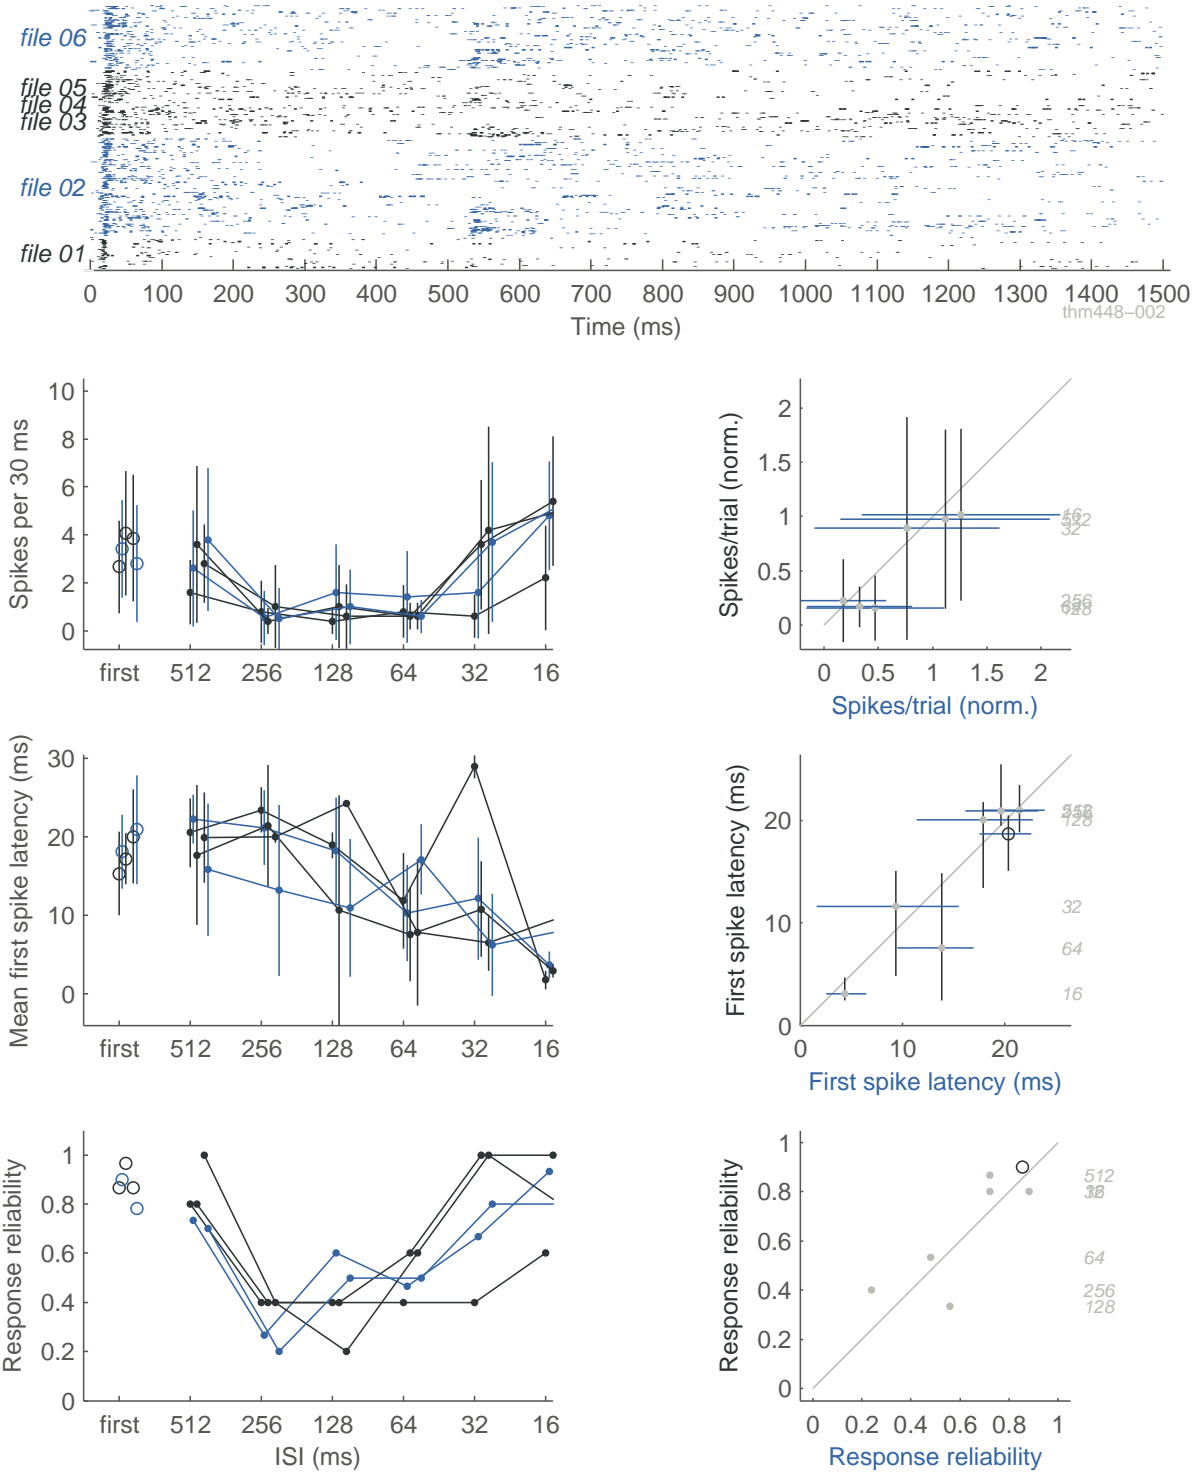 file 06
file 05
file 04
file 03
file 02
file 01
0 100 200 300 400 500 600 700 800 900 1000 1100 1200 1300 1400 1500
Time (ms)
thm448-002
Spikes per 30 ms
10
8
6
4
2
0
first 512 256 128 64 32 16
Spikes/trial (norm.)
2
1.5
1
0.5
0
16
512
32
256
128
0 0.5 1 1.5 2
Spikes/trial (norm.)
Mean first spike latency (ms)
30
20
10
0
first 512 256 128 64 32 16
First spike latency (ms)
20
10
0
512
256
128
32
64
16
0 10 20
First spike latency (ms)
Response reliability
1
0.8
0.6
0.4
0.2
0
first 512 256 128 64 32 16
ISI (ms)
Response reliability
1
0.8
0.6
0.4
0.2
0
512
32
16
64
256
128
0 0.2 0.4 0.6 0.8 1
Response reliability